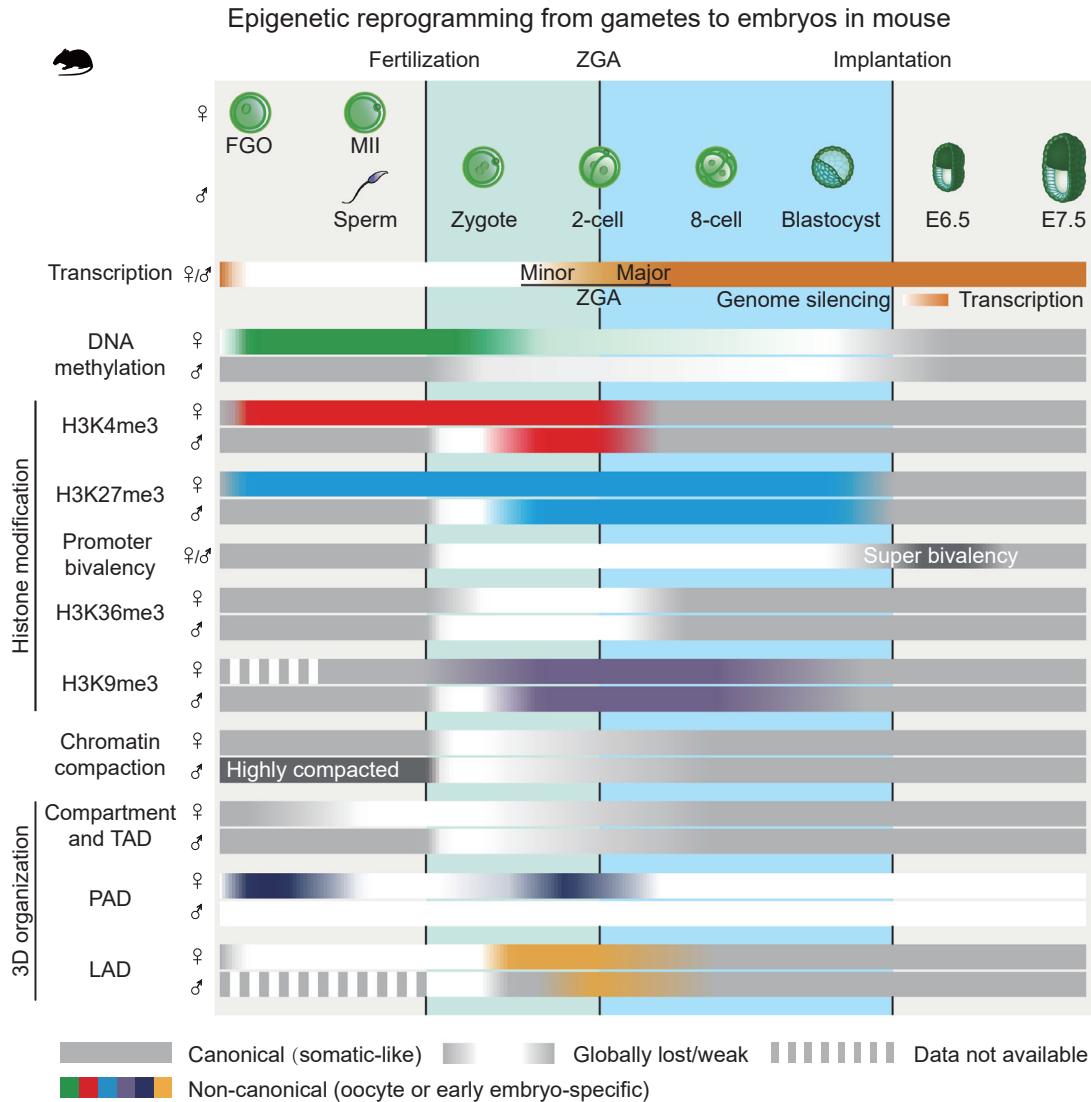 Epigenetic reprogramming from gametes to embryos in mouse
Fertilization ZGA Implantation
♀
FGO MII
♂
Sperm Zygote 2-cell 8-cell Blastocyst E6.5 E7.5
Transcription ♀/♂ Minor Major
ZGA Genome silencing Transcription
DNA
methylation
♀
♂
Histone modification
H3K4me3
♀
♂
H3K27me3
♀
♂
Promoter
bivalency
♀/♂ Super bivalency
H3K36me3
♀
♂
H3K9me3
♀
♂
Chromatin
compaction
♀
♂ Highly compacted
3D organization
Compartment
and TAD
♀
♂
PAD
♀
♂
LAD
♀
♂
Canonical (somatic-like) Globally lost/weak Data not available
Non-canonical (oocyte or early embryo-specific)